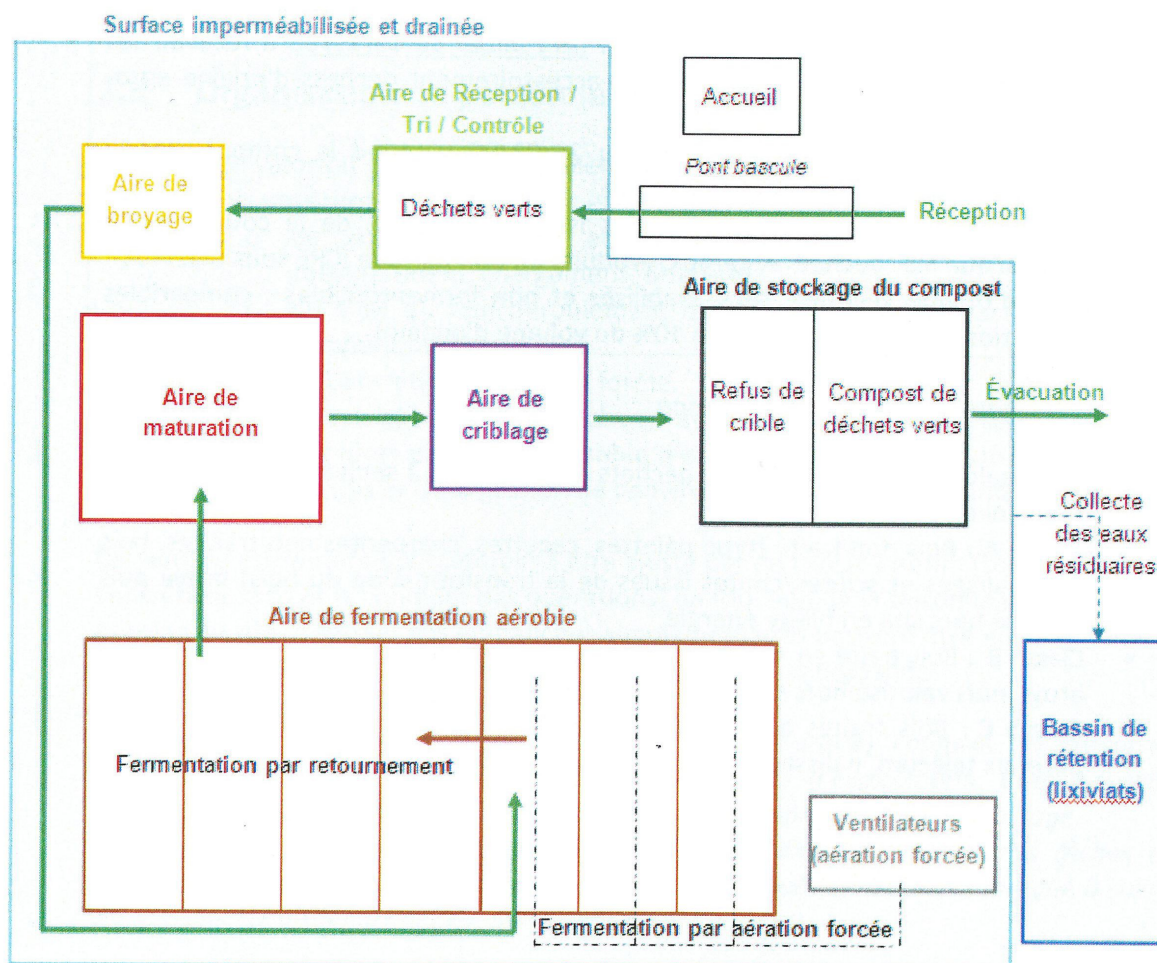 Surface imperméabilisée et drainée
Aire de Réception /
Tri / Contrôle
Accueil
Pont bascule
Aire de
broyage
Déchets verts
Réception
Aire de stockage du compost
Aire de
maturation
Aire de
criblage
Refus de
crible
Compost de
déchets verts
Évacuation
Collecte
des eaux
résiduaires
Aire de fermentation aérobie
Fermentation par retournement
Bassin de
rétention
(lixiviats)
Ventilateurs
(aération forcée)
Fermentation par aération forcée